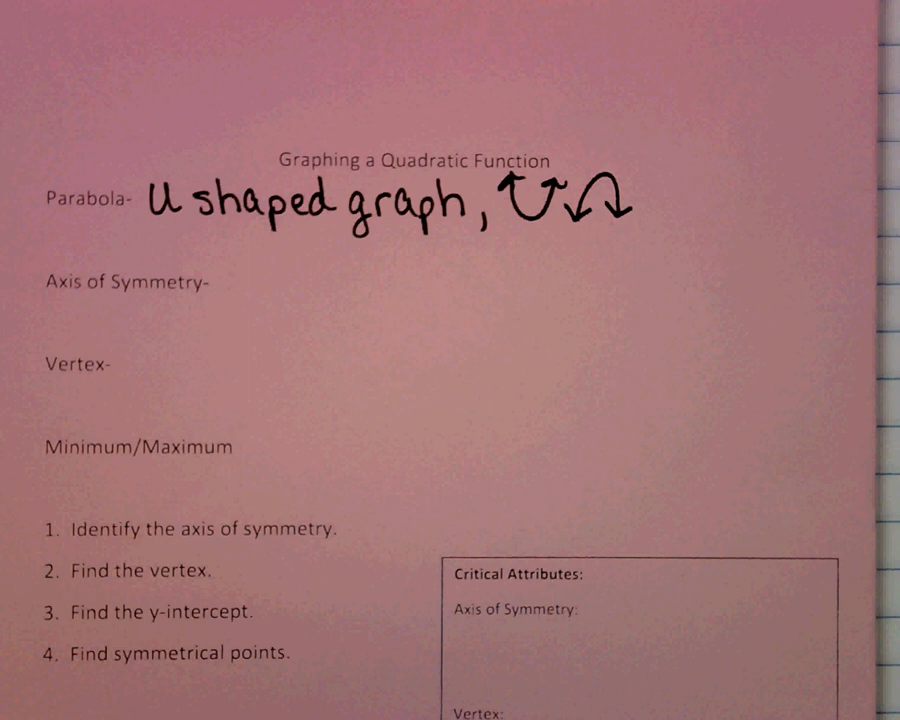 Graphing a Quadratic Function
Parabola- U shaped graph,
Axis of Symmetry-
Vertex-
Minimum/Maximum
1. Identify the axis of symmetry.
2. Find the vertex.
3. Find the y-intercept.
4. Find symmetrical points.
Critical Attributes:
Axis of Symmetry:
Vertex: